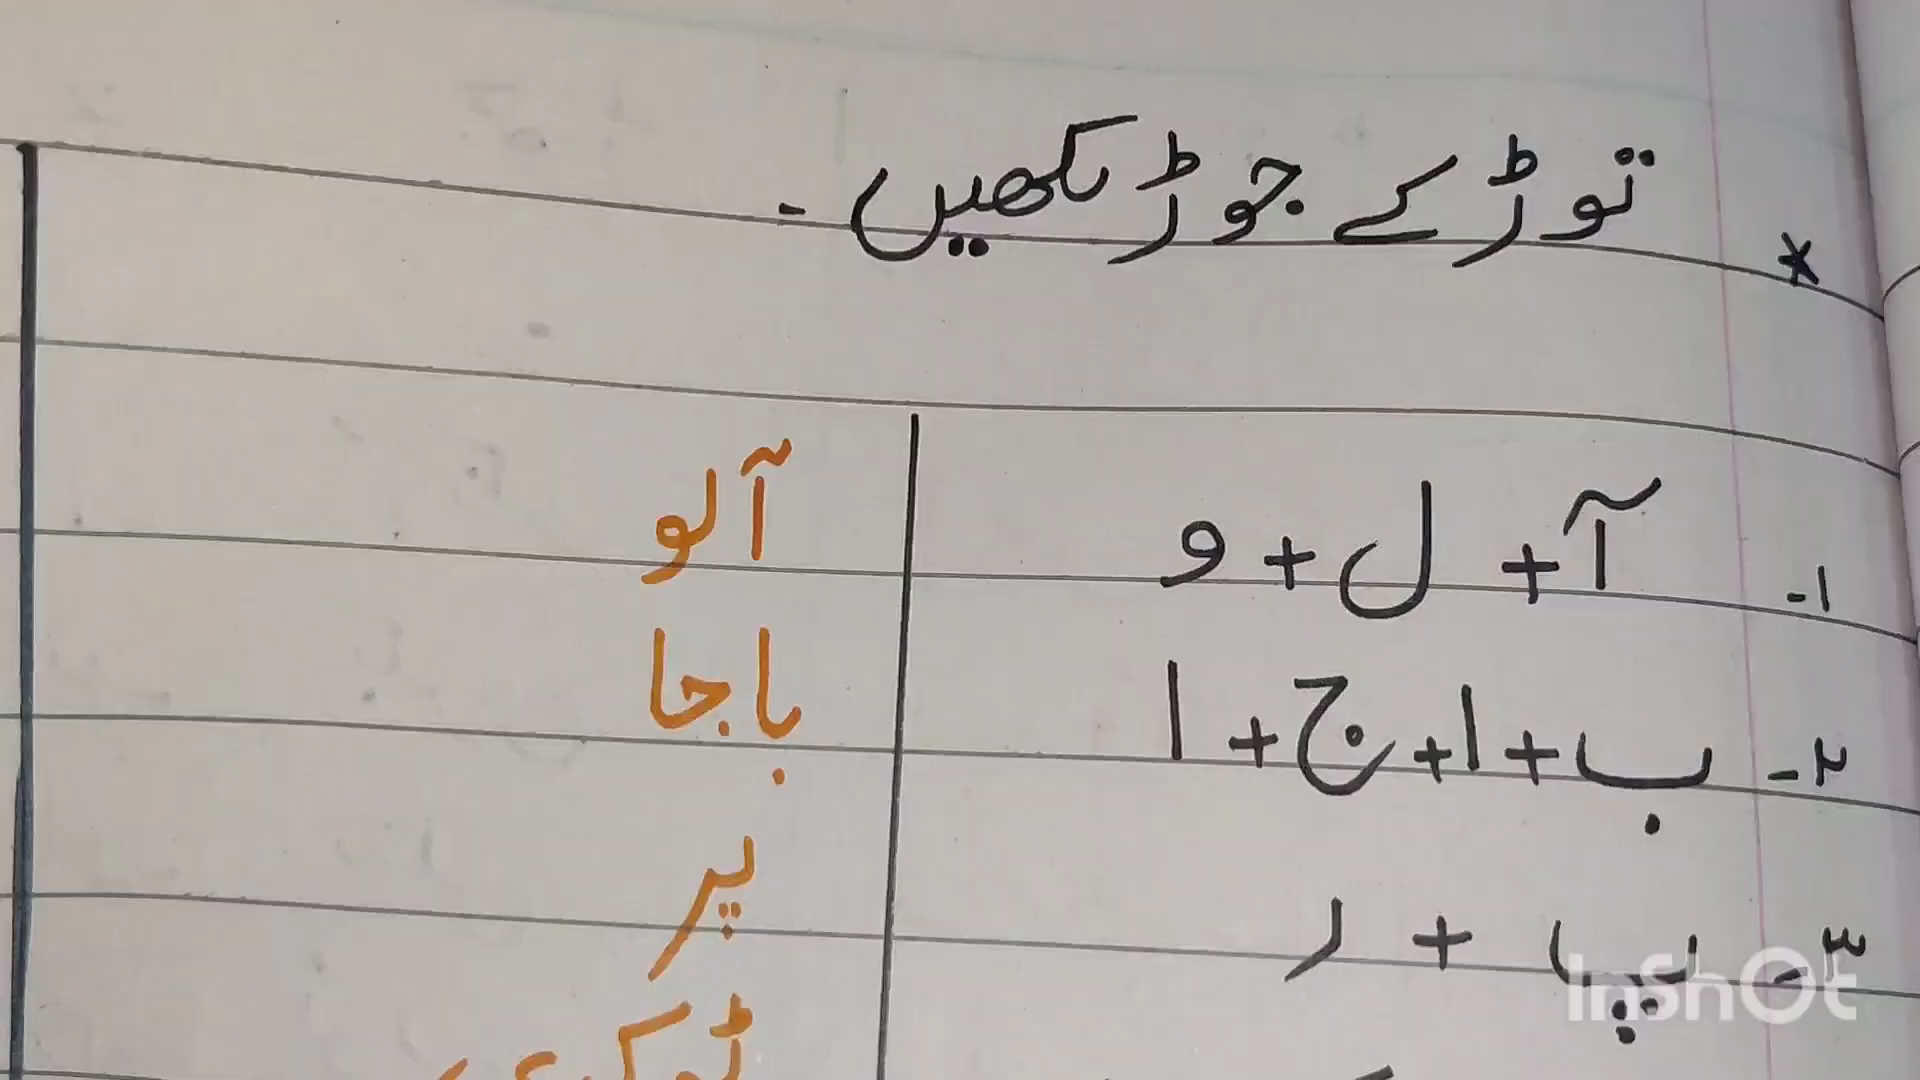 * توڑ کے جوڑ لکھیں -
۱- آ + ل + و آلو
۲- ب + ا + ج + ا باجا
۳- پ + ر پر
InShOt